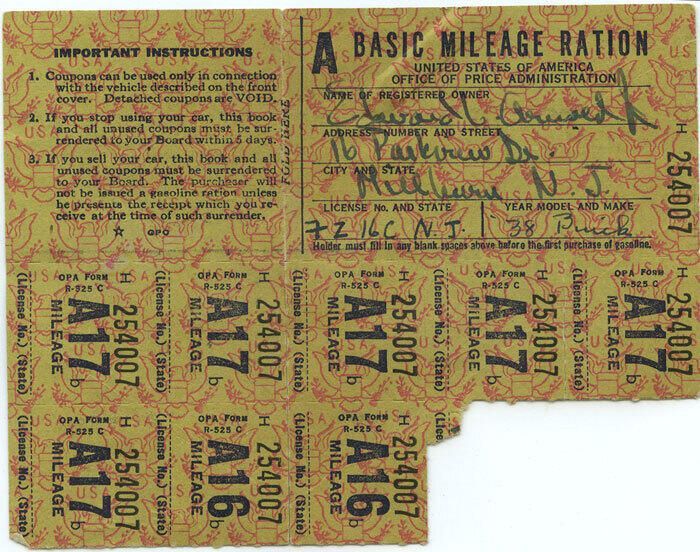 IMPORTANT INSTRUCTIONS
1. Coupons can be used only in connection
with the vehicle described on the front
cover. Detached coupons are VOID.
2. If you stop using your car, this book
and all unused coupons must be sur-
rendered to your Board within 5 days.
3. If you sell your car, this book and all
unused coupons must be surrendered
to your Board. The purchaser will
not be issued a gasoline ration unless
he presents the receipt which you re-
ceive at the time of such surrender.
☆ GPO
FOLD HERE
A BASIC MILEAGE RATION
UNITED STATES OF AMERICA
OFFICE OF PRICE ADMINISTRATION
NAME OF REGISTERED OWNER
Edward
ADDRESS—NUMBER AND STREET
16 Parkview Dr.
CITY AND STATE
Millburn N. J.
LICENSE NO. AND STATE YEAR MODEL AND MAKE
FZ 16C N.J. '38 Buick
Holder must fill in any blank spaces above before the first purchase of gasoline.
H 254007
OPA FORM R-525 C
(License No.) (State)
MILEAGE
A17 b
H 254007
OPA FORM R-525 C
(License No.) (State)
MILEAGE
A17 b
H 254007
OPA FORM R-525 C
(License No.) (State)
MILEAGE
A17 b
H 254007
OPA FORM R-525 C
(License No.) (State)
MILEAGE
A17 b
H 254007
OPA FORM R-525 C
(License No.) (State)
MILEAGE
A17 b
H 254007
OPA FORM R-525 C
(License No.) (State)
MILEAGE
A17 b
H 254007
OPA FORM R-525 C
(License No.) (State)
MILEAGE
A16 b
H 254007
OPA FORM R-525 C
(License No.) (State)
MILEAGE
A16 b
H 254007